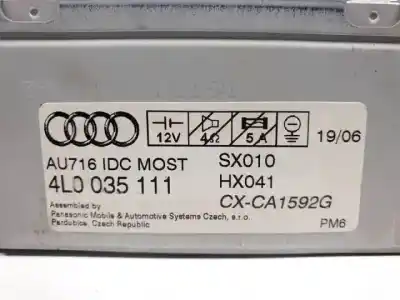 12V 4Ω 5A 19/06
AU716 IDC MOST SX010
4L0 035 111 HX041
Assembled by CX-CA1592G
Panasonic Mobile & Automotive Systems Czech, s.r.o.
Pardubice, Czech Republic PM6